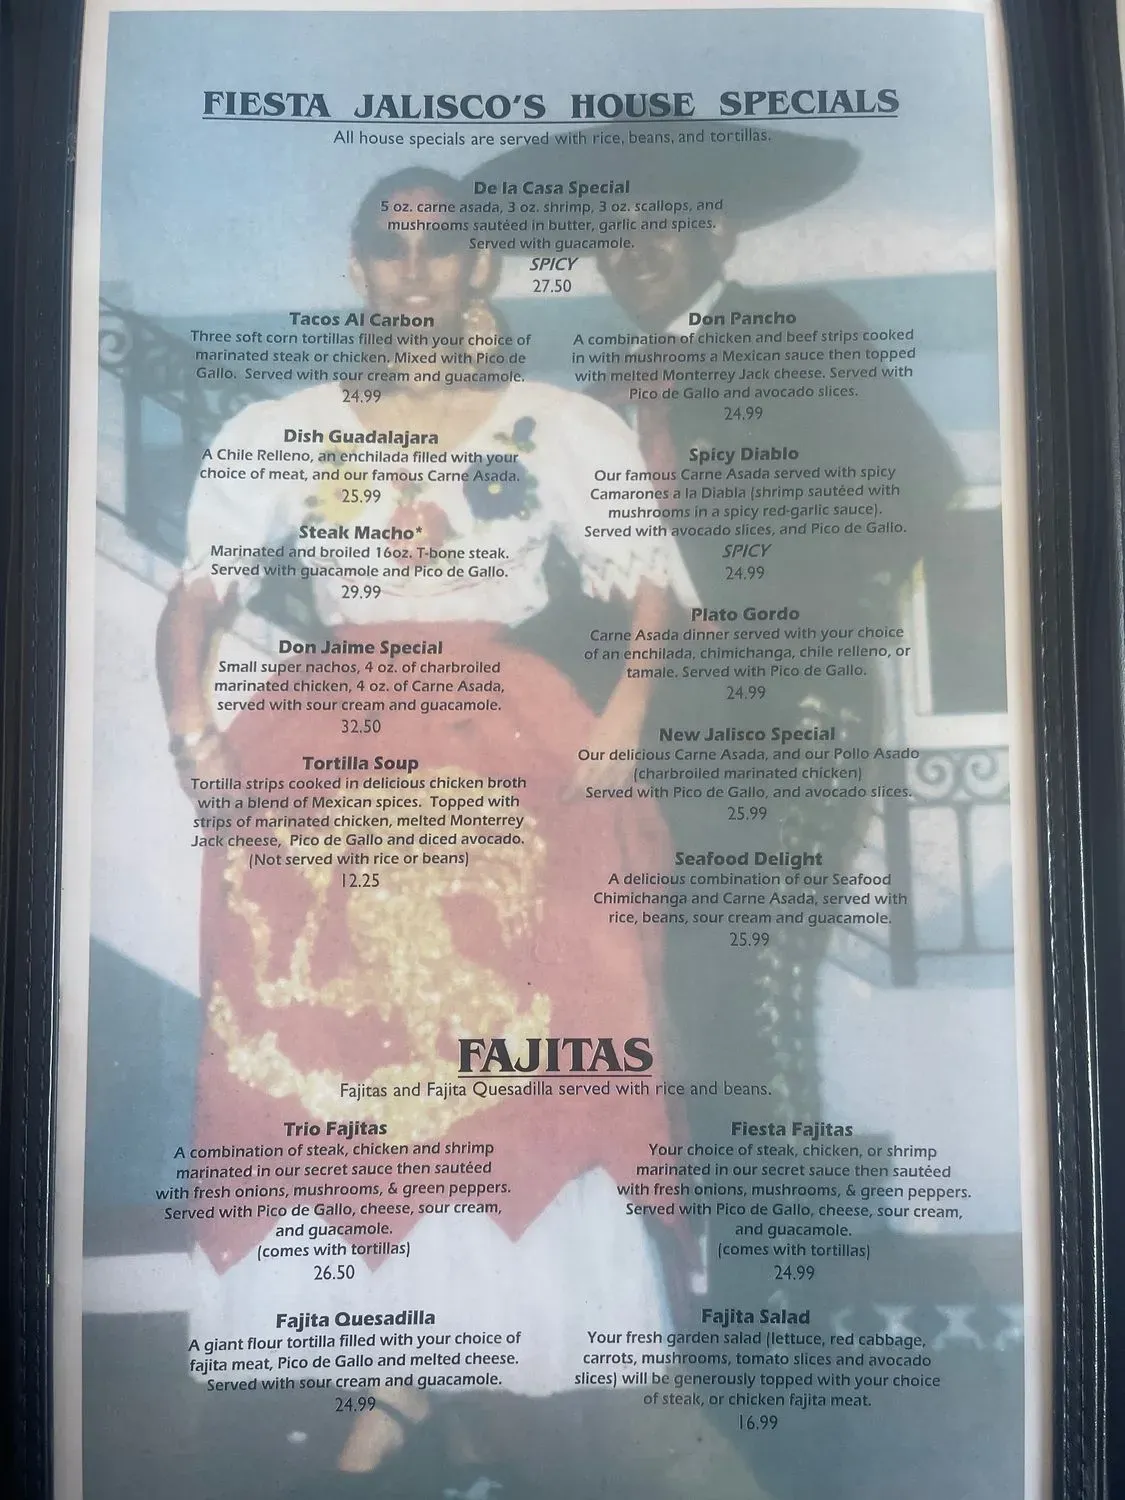 FIESTA JALISCO'S HOUSE SPECIALS
All house specials are served with rice, beans, and tortillas.
De la Casa Special
5 oz. carne asada, 3 oz. shrimp, 3 oz. scallops, and
mushrooms sautéed in butter, garlic and spices.
Served with guacamole.
SPICY
27.50
Tacos Al Carbon
Three soft corn tortillas filled with your choice of
marinated steak or chicken. Mixed with Pico de
Gallo. Served with sour cream and guacamole.
24.99
Dish Guadalajara
A Chile Relleno, an enchilada filled with your
choice of meat, and our famous Carne Asada.
25.99
Steak Macho*
Marinated and broiled 16oz. T-bone steak.
Served with guacamole and Pico de Gallo.
29.99
Don Jaime Special
Small super nachos, 4 oz. of charbroiled
marinated chicken, 4 oz. of Carne Asada,
served with sour cream and guacamole.
32.50
Tortilla Soup
Tortilla strips cooked in delicious chicken broth
with a blend of Mexican spices. Topped with
strips of marinated chicken, melted Monterrey
Jack cheese, Pico de Gallo and diced avocado.
(Not served with rice or beans)
12.25
Don Pancho
A combination of chicken and beef strips cooked
in with mushrooms a Mexican sauce then topped
with melted Monterrey Jack cheese. Served with
Pico de Gallo and avocado slices.
24.99
Spicy Diablo
Our famous Carne Asada served with spicy
Camarones a la Diabla (shrimp sautéed with
mushrooms in a spicy red-garlic sauce).
Served with avocado slices, and Pico de Gallo.
SPICY
24.99
Plato Gordo
Carne Asada dinner served with your choice
of an enchilada, chimichanga, chile relleno, or
tamale. Served with Pico de Gallo.
24.99
New Jalisco Special
Our delicious Carne Asada, and our Pollo Asado
(charbroiled marinated chicken)
Served with Pico de Gallo, and avocado slices.
25.99
Seafood Delight
A delicious combination of our Seafood
Chimichanga and Carne Asada, served with
rice, beans, sour cream and guacamole.
25.99
FAJITAS
Fajitas and Fajita Quesadilla served with rice and beans.
Trio Fajitas
A combination of steak, chicken and shrimp
marinated in our secret sauce then sautéed
with fresh onions, mushrooms, & green peppers.
Served with Pico de Gallo, cheese, sour cream,
and guacamole.
(comes with tortillas)
26.50
Fajita Quesadilla
A giant flour tortilla filled with your choice of
fajita meat, Pico de Gallo and melted cheese.
Served with sour cream and guacamole.
24.99
Fiesta Fajitas
Your choice of steak, chicken, or shrimp
marinated in our secret sauce then sautéed
with fresh onions, mushrooms, & green peppers.
Served with Pico de Gallo, cheese, sour cream,
and guacamole.
(comes with tortillas)
24.99
Fajita Salad
Your fresh garden salad (lettuce, red cabbage,
carrots, mushrooms, tomato slices and avocado
slices) will be generously topped with your choice
of steak, or chicken fajita meat.
16.99